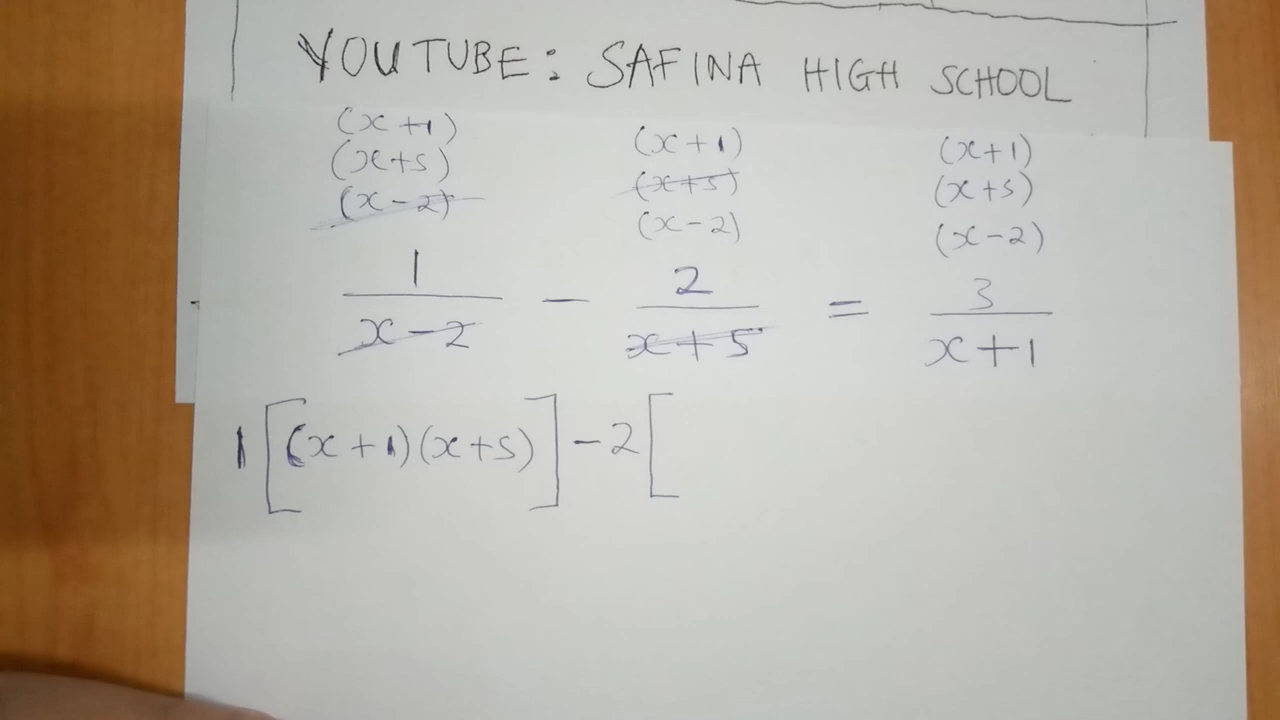 YOUTUBE: SAFINA HIGH SCHOOL
(x+1) (x+1) (x+1)
(x+5) (x+5) (x+5)
(x-2) (x-2) (x-2)
1 2 3
— =
x-2 x+5 x+1
1[(x+1)(x+5)]-2[